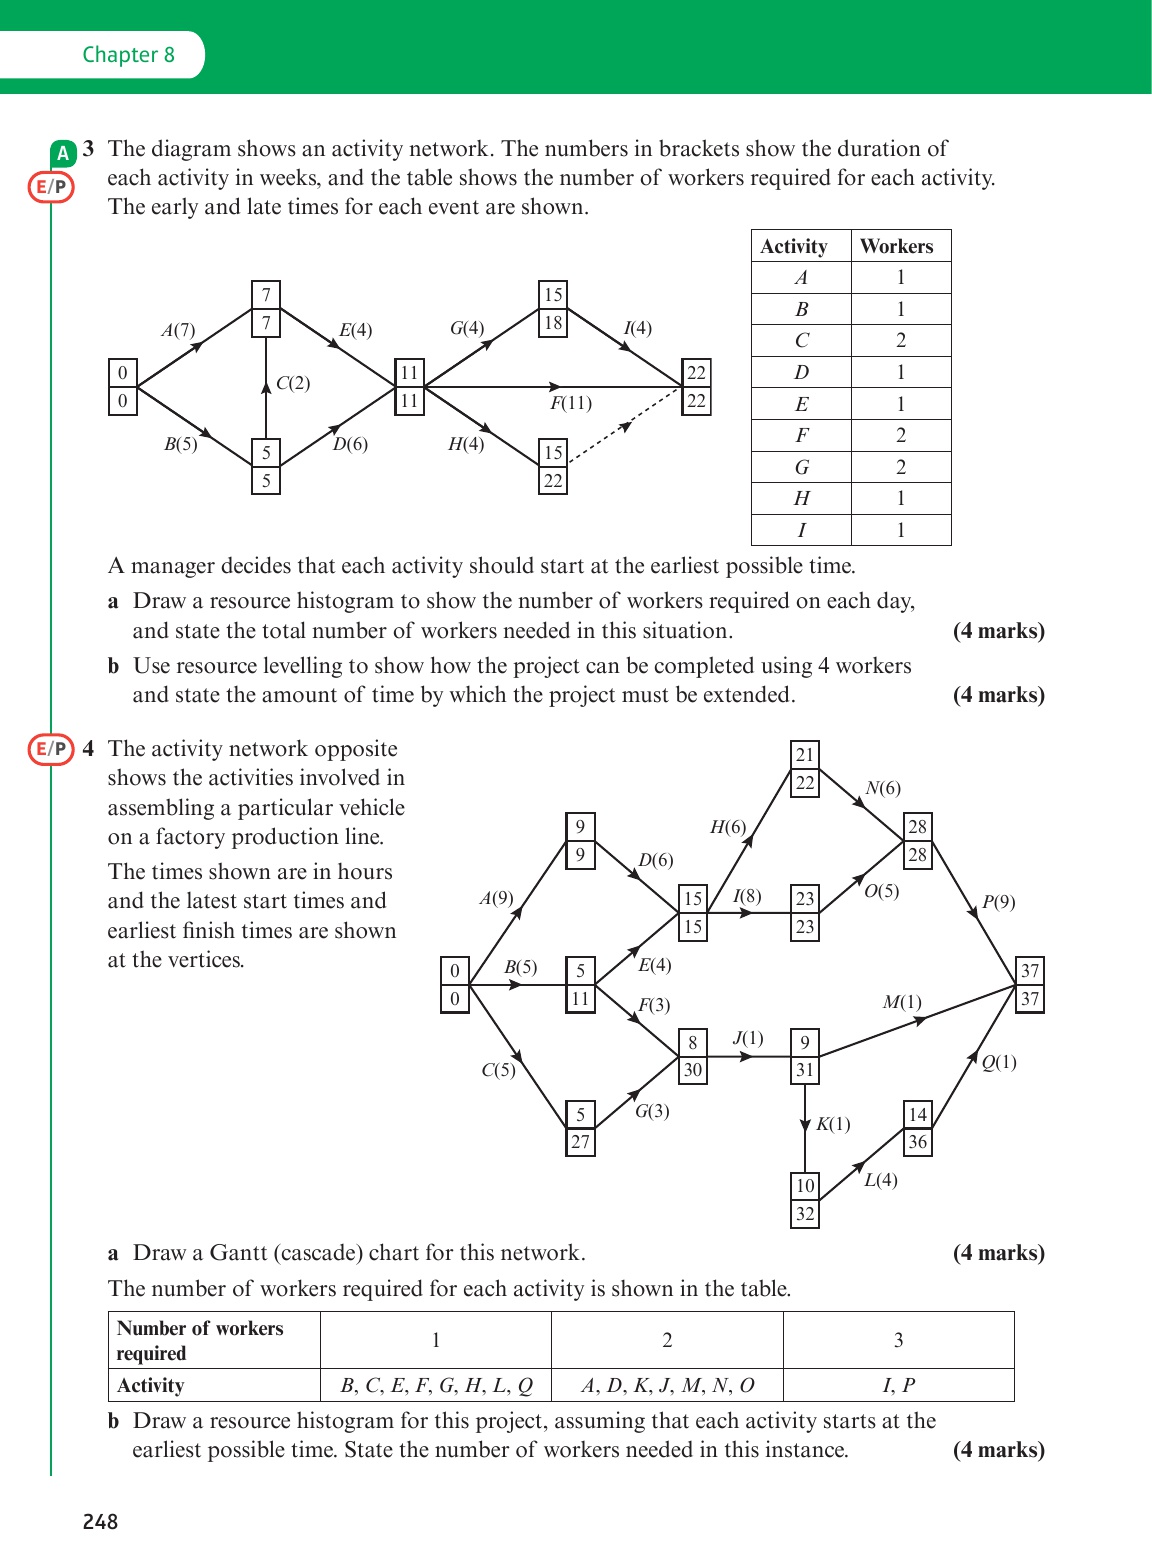 Chapter 8
A
E/P
3 The diagram shows an activity network. The numbers in brackets show the duration of
each activity in weeks, and the table shows the number of workers required for each activity.
The early and late times for each event are shown.
Activity Workers
A 1
B 1
C 2
D 1
E 1
F 2
G 2
H 1
I 1
7
7
15
18
A(7)
E(4)
G(4)
I(4)
0
0
C(2)
11
11
F(11)
22
22
B(5)
5
5
D(6)
H(4)
15
22
A manager decides that each activity should start at the earliest possible time.
a Draw a resource histogram to show the number of workers required on each day,
and state the total number of workers needed in this situation. (4 marks)
b Use resource levelling to show how the project can be completed using 4 workers
and state the amount of time by which the project must be extended. (4 marks)
E/P
4 The activity network opposite
shows the activities involved in
assembling a particular vehicle
on a factory production line.
The times shown are in hours
and the latest start times and
earliest finish times are shown
at the vertices.
21
22
N(6)
9
9
H(6)
28
28
D(6)
A(9)
15
15
I(8)
23
23
O(5)
P(9)
0
0
B(5)
5
11
E(4)
37
37
F(3)
M(1)
C(5)
8
30
J(1)
9
31
Q(1)
5
27
G(3)
K(1)
14
36
10
32
L(4)
a Draw a Gantt (cascade) chart for this network. (4 marks)
The number of workers required for each activity is shown in the table.
Number of workers
required 1 2 3
Activity B, C, E, F, G, H, L, Q A, D, K, J, M, N, O I, P
b Draw a resource histogram for this project, assuming that each activity starts at the
earliest possible time. State the number of workers needed in this instance. (4 marks)
248